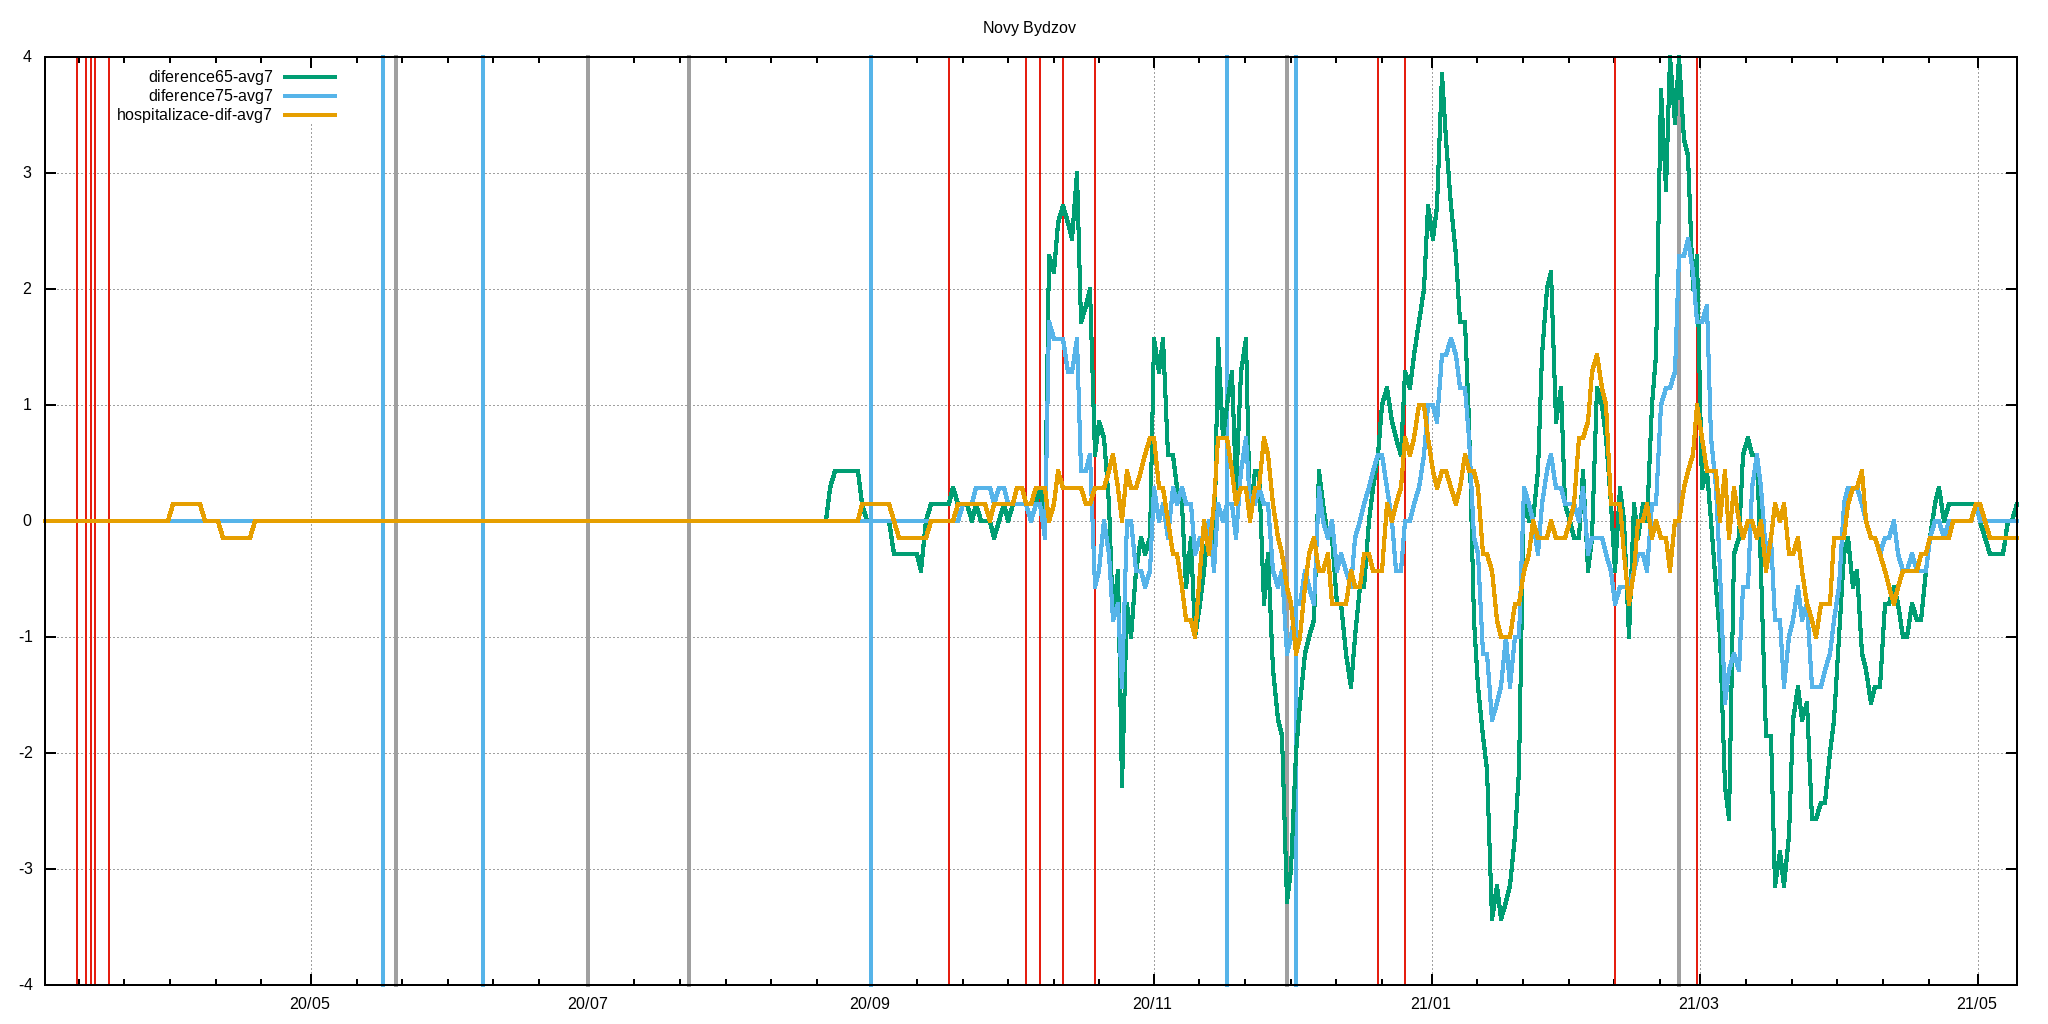 Novy Bydzov
diference65-avg7
diference75-avg7
hospitalizace-dif-avg7
4
3
2
1
0
-1
-2
-3
-4
20/05 20/07 20/09 20/11 21/01 21/03 21/05